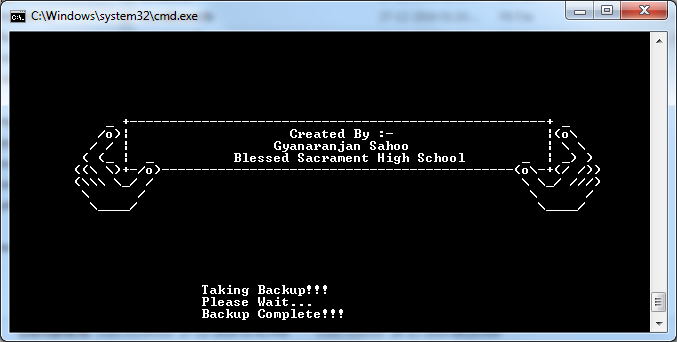 C:\Windows\system32\cmd.exe
Created By :-
Gyanaranjan Sahoo
Blessed Sacrament High School
Taking Backup!!!
Please Wait...
Backup Complete!!!